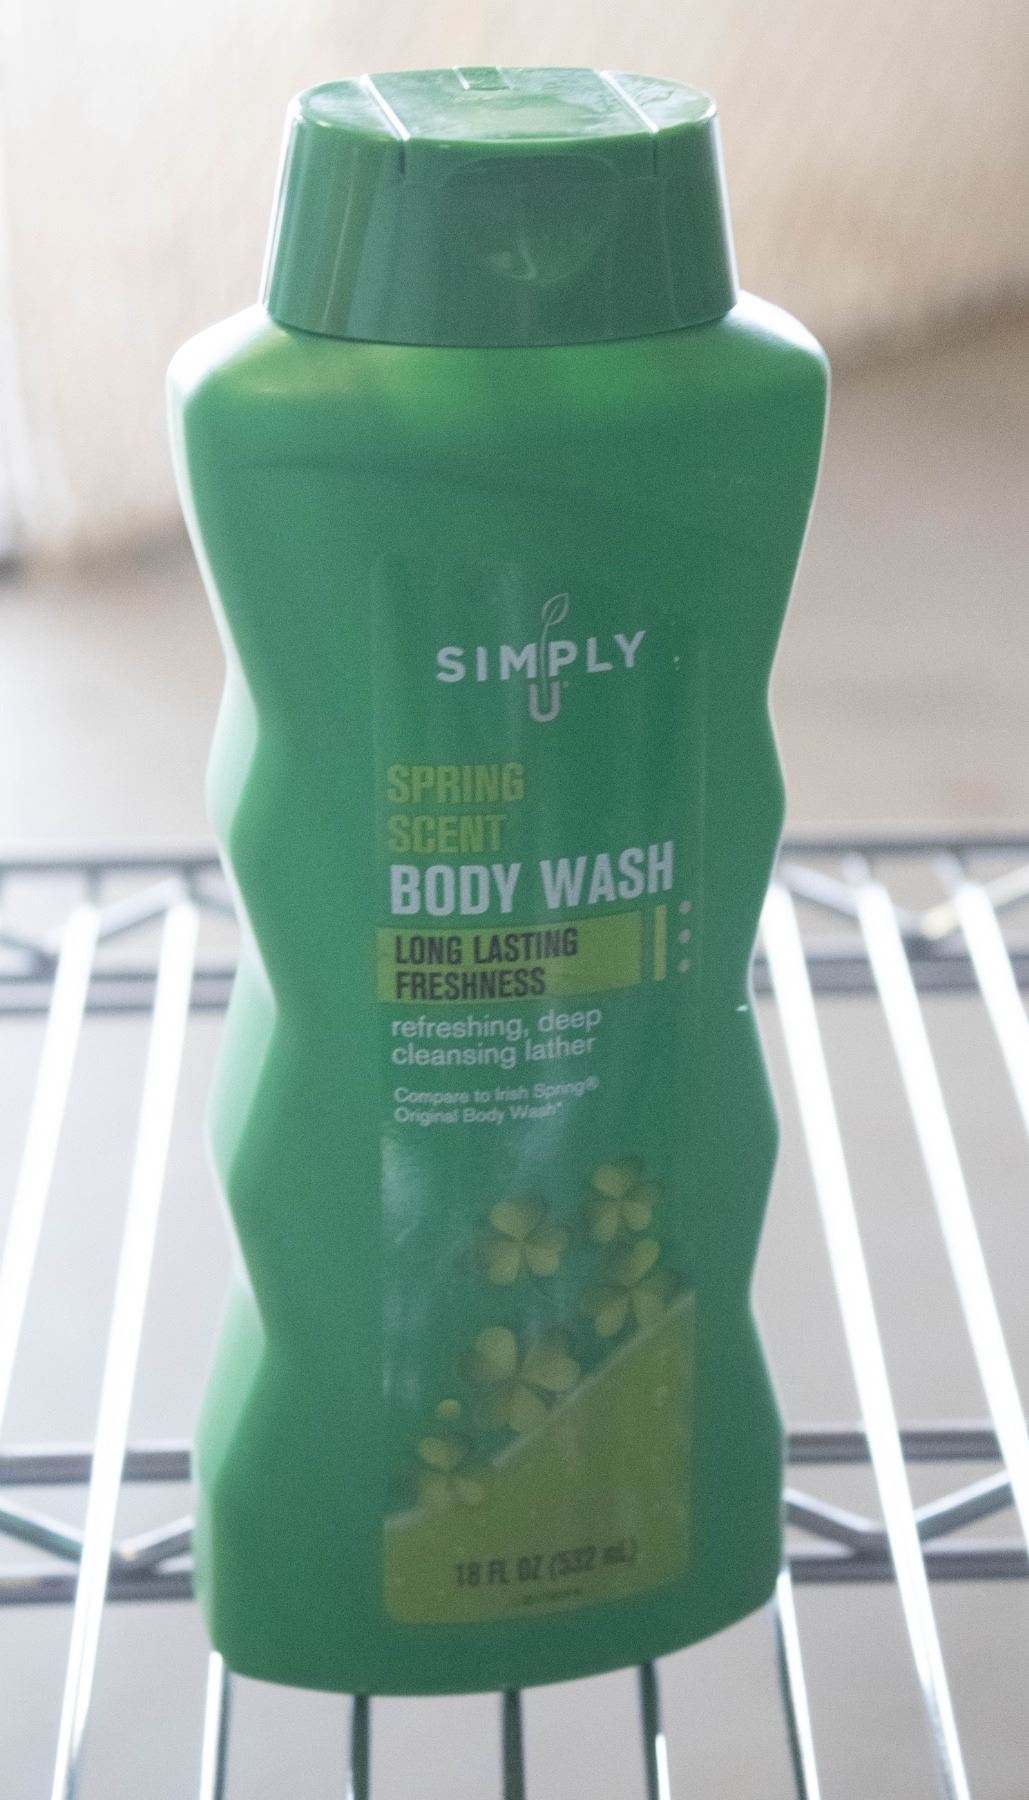 SIMPLY
U
SPRING
SCENT
BODY WASH
LONG LASTING
FRESHNESS
refreshing, deep
cleansing lather
Compare to Irish Spring®
Original Body Wash*
18 FL OZ (532 mL)